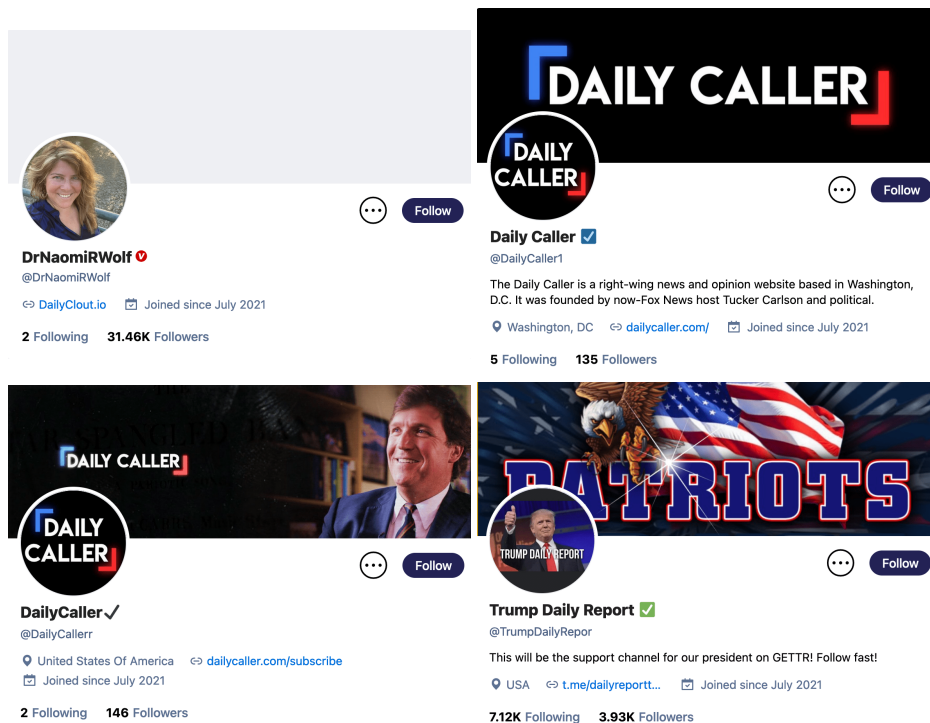 DrNaomiRWolf
@DrNaomiRWolf
Follow
DailyClout.io Joined since July 2021
2 Following 31.46K Followers
DAILY CALLER
DAILY
CALLER
Follow
Daily Caller ☑
@DailyCaller1
The Daily Caller is a right-wing news and opinion website based in Washington,
D.C. It was founded by now-Fox News host Tucker Carlson and political.
Washington, DC dailycaller.com/ Joined since July 2021
5 Following 135 Followers
DAILY CALLER
DAILY
CALLER
Follow
DailyCaller✓
@DailyCallerr
United States Of America dailycaller.com/subscribe
Joined since July 2021
2 Following 146 Followers
PATRIOTS
TRUMP DAILY REPORT
Follow
Trump Daily Report ✅
@TrumpDailyRepor
This will be the support channel for our president on GETTR! Follow fast!
USA t.me/dailyreportt... Joined since July 2021
7.12K Following 3.93K Followers